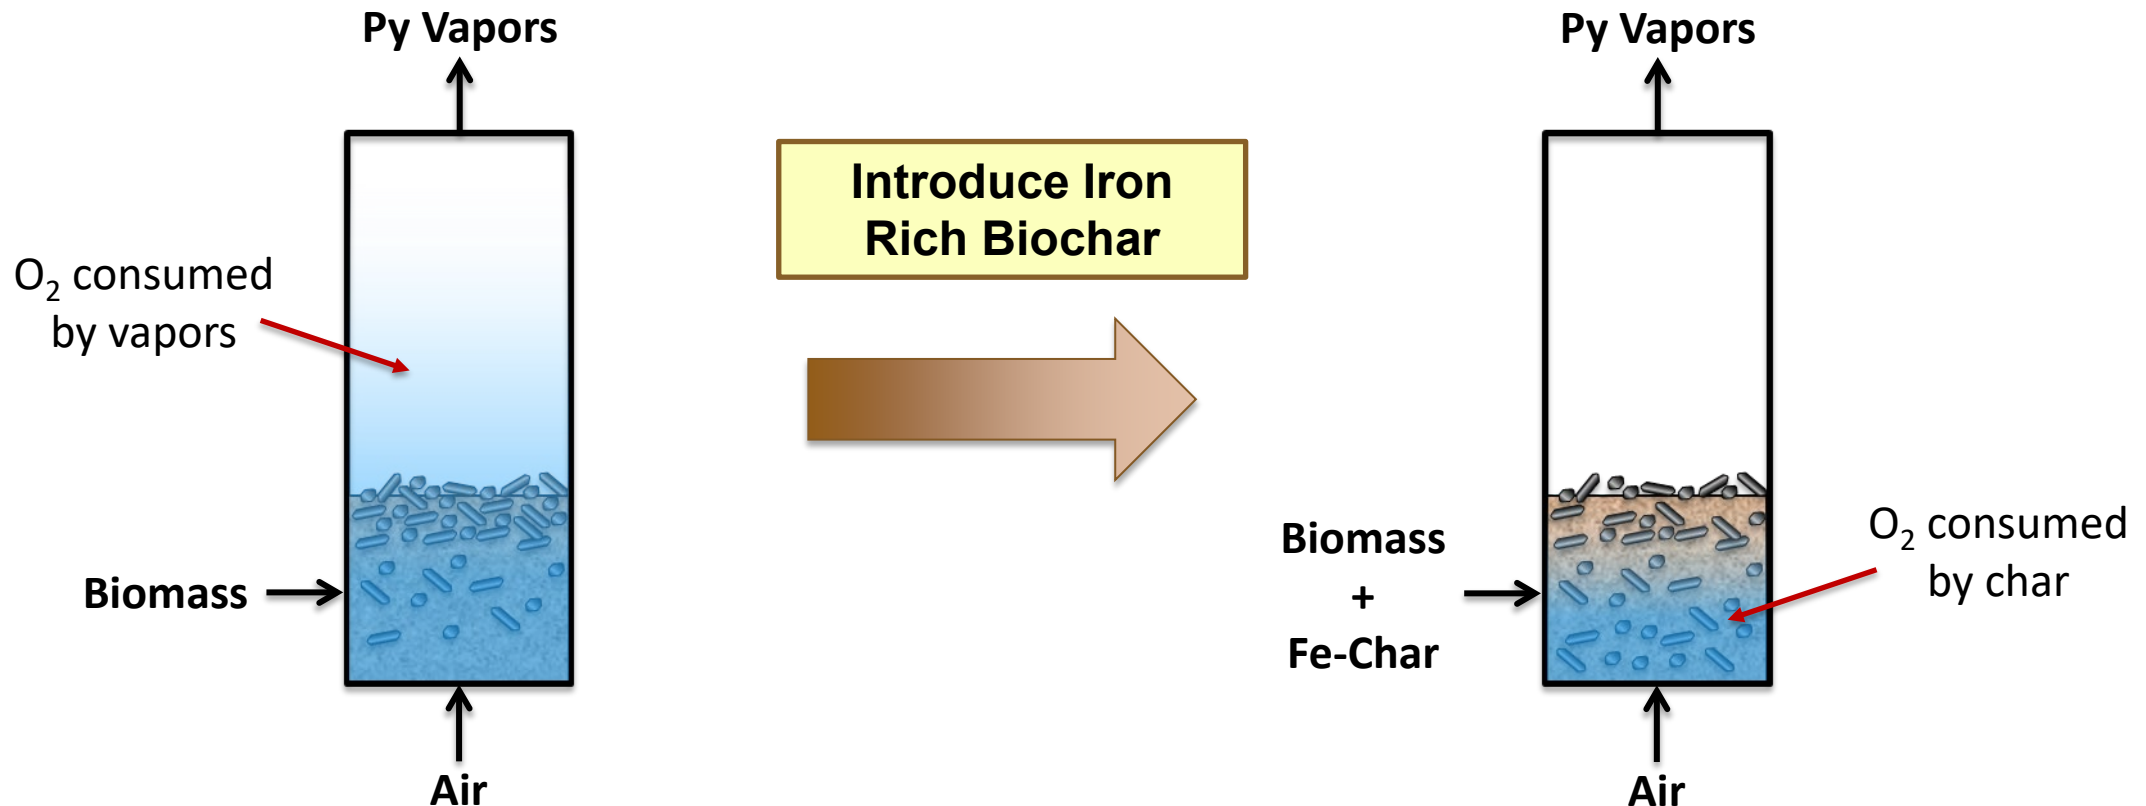 Py Vapors
O₂ consumed
by vapors
Biomass
Air
Introduce Iron
Rich Biochar
Py Vapors
Biomass
+
Fe-Char
O₂ consumed
by char
Air